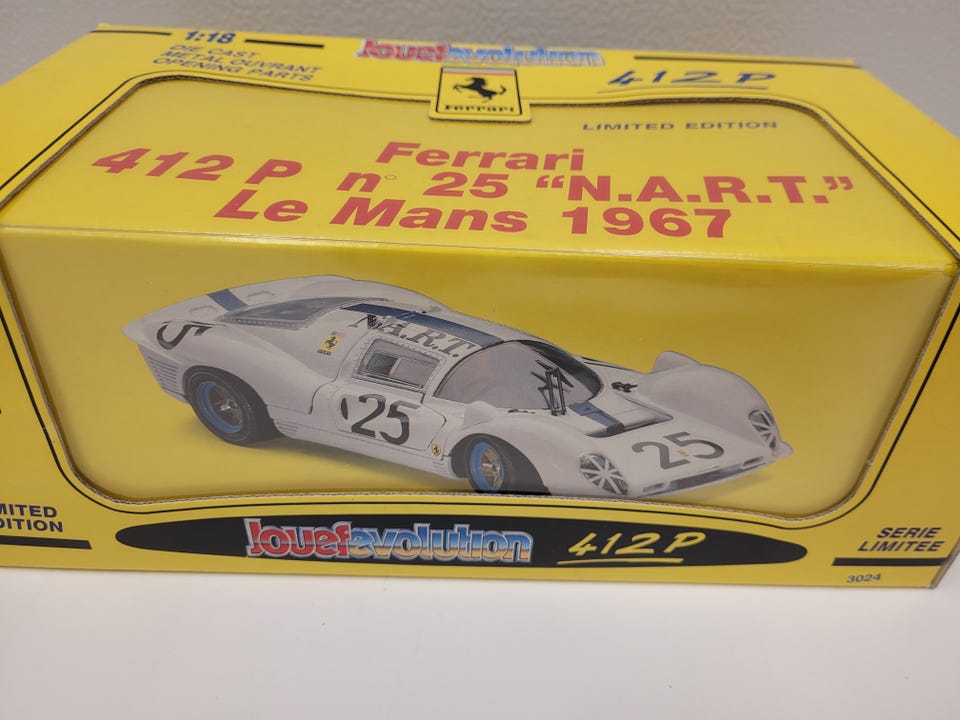 1:18
DIE CAST
METAL OUVRANT
OPENING PARTS
Jouefevolution
412P
Ferrari
LIMITED EDITION
Ferrari
412 P n° 25 “N.A.R.T.”
Le Mans 1967
N.A.R.T.
25
25
MITED
DITION
Jouefevolution 412P
SERIE
LIMITEE
3024